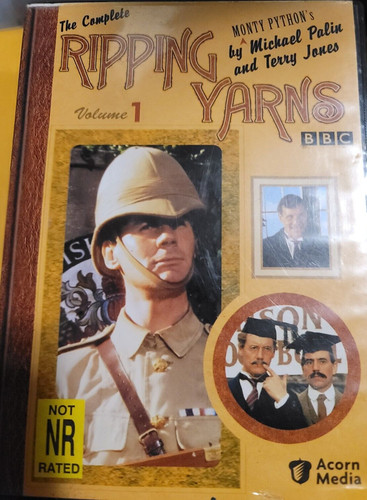 The Complete
MONTY PYTHON's
RIPPING
by Michael Palin
and Terry Jones
YARNS
Volume 1
BBC
NOT
NR
RATED
Acorn
Media